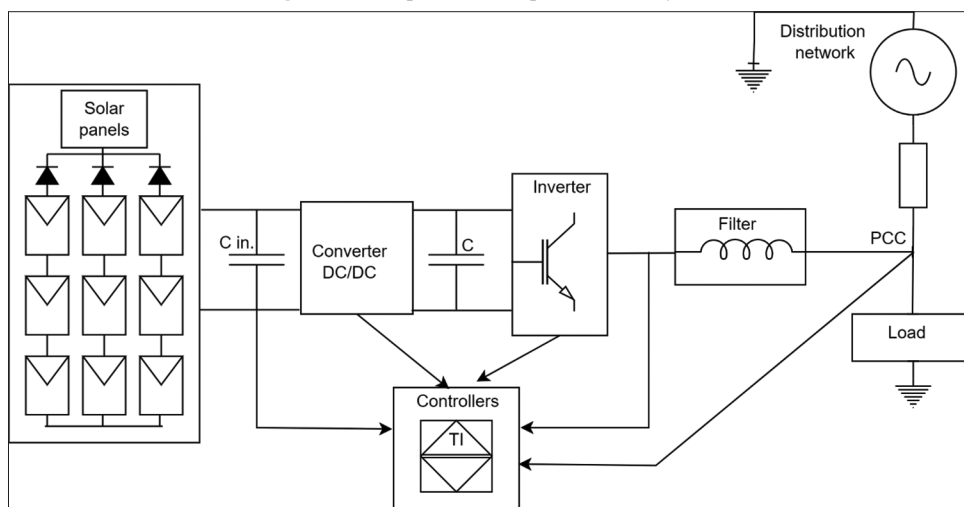 Distribution
network
Solar
panels
Inverter
Filter
PCC
C in.
Converter
DC/DC
C
Load
Controllers
TI